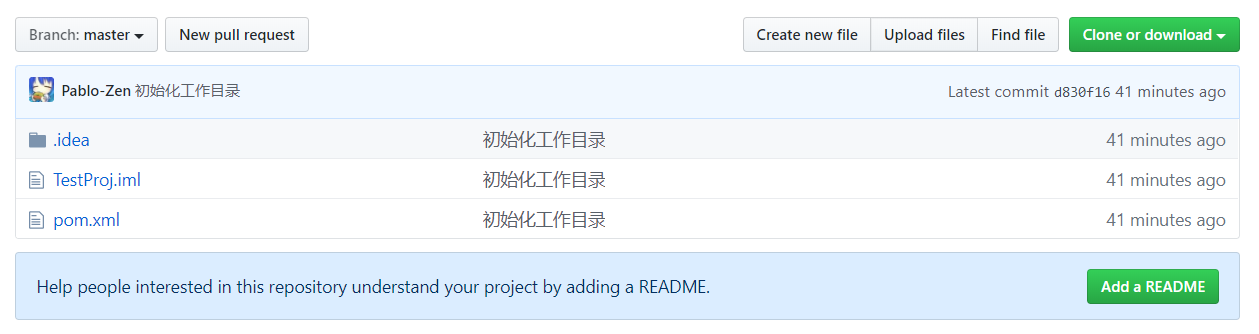 Branch: master New pull request Create new file Upload files Find file Clone or download
Pablo-Zen 初始化工作目录 Latest commit d830f16 41 minutes ago
.idea 初始化工作目录 41 minutes ago
TestProj.iml 初始化工作目录 41 minutes ago
pom.xml 初始化工作目录 41 minutes ago
Help people interested in this repository understand your project by adding a README. Add a README